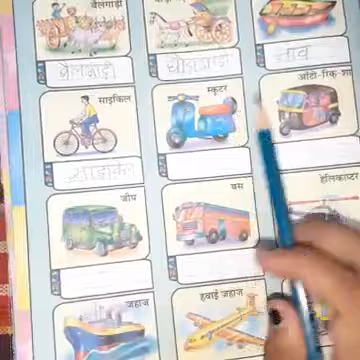 बैलगाड़ी
बैलगाड़ी
घोड़ागाड़ी
नाव
साइकिल
स्कूटर
ऑटो-रिक्शा
साइकिल
जीप
बस
हेलिकाप्टर
जहाज
हवाई जहाज